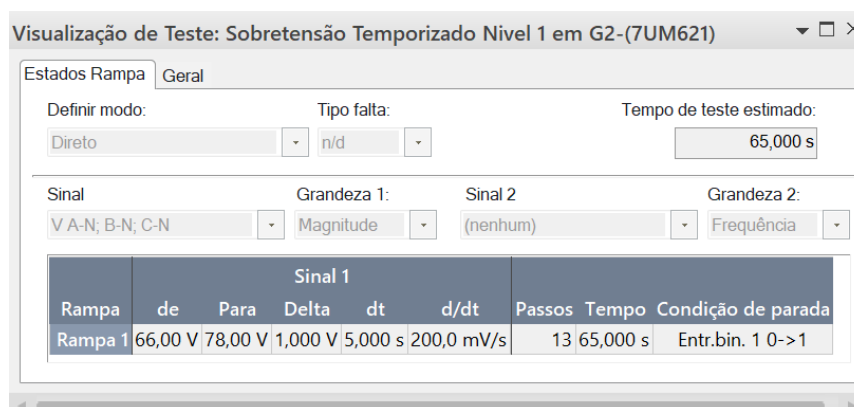 Visualização de Teste: Sobretensão Temporizado Nivel 1 em G2-(7UM621)
Estados Rampa Geral
Definir modo: Tipo falta: Tempo de teste estimado:
Direto n/d 65,000 s
Sinal Grandeza 1: Sinal 2 Grandeza 2:
V A-N; B-N; C-N Magnitude (nenhum) Frequência
Sinal 1
Rampa de Para Delta dt d/dt Passos Tempo Condição de parada
Rampa 1 66,00 V 78,00 V 1,000 V 5,000 s 200,0 mV/s 13 65,000 s Entr.bin. 1 0->1